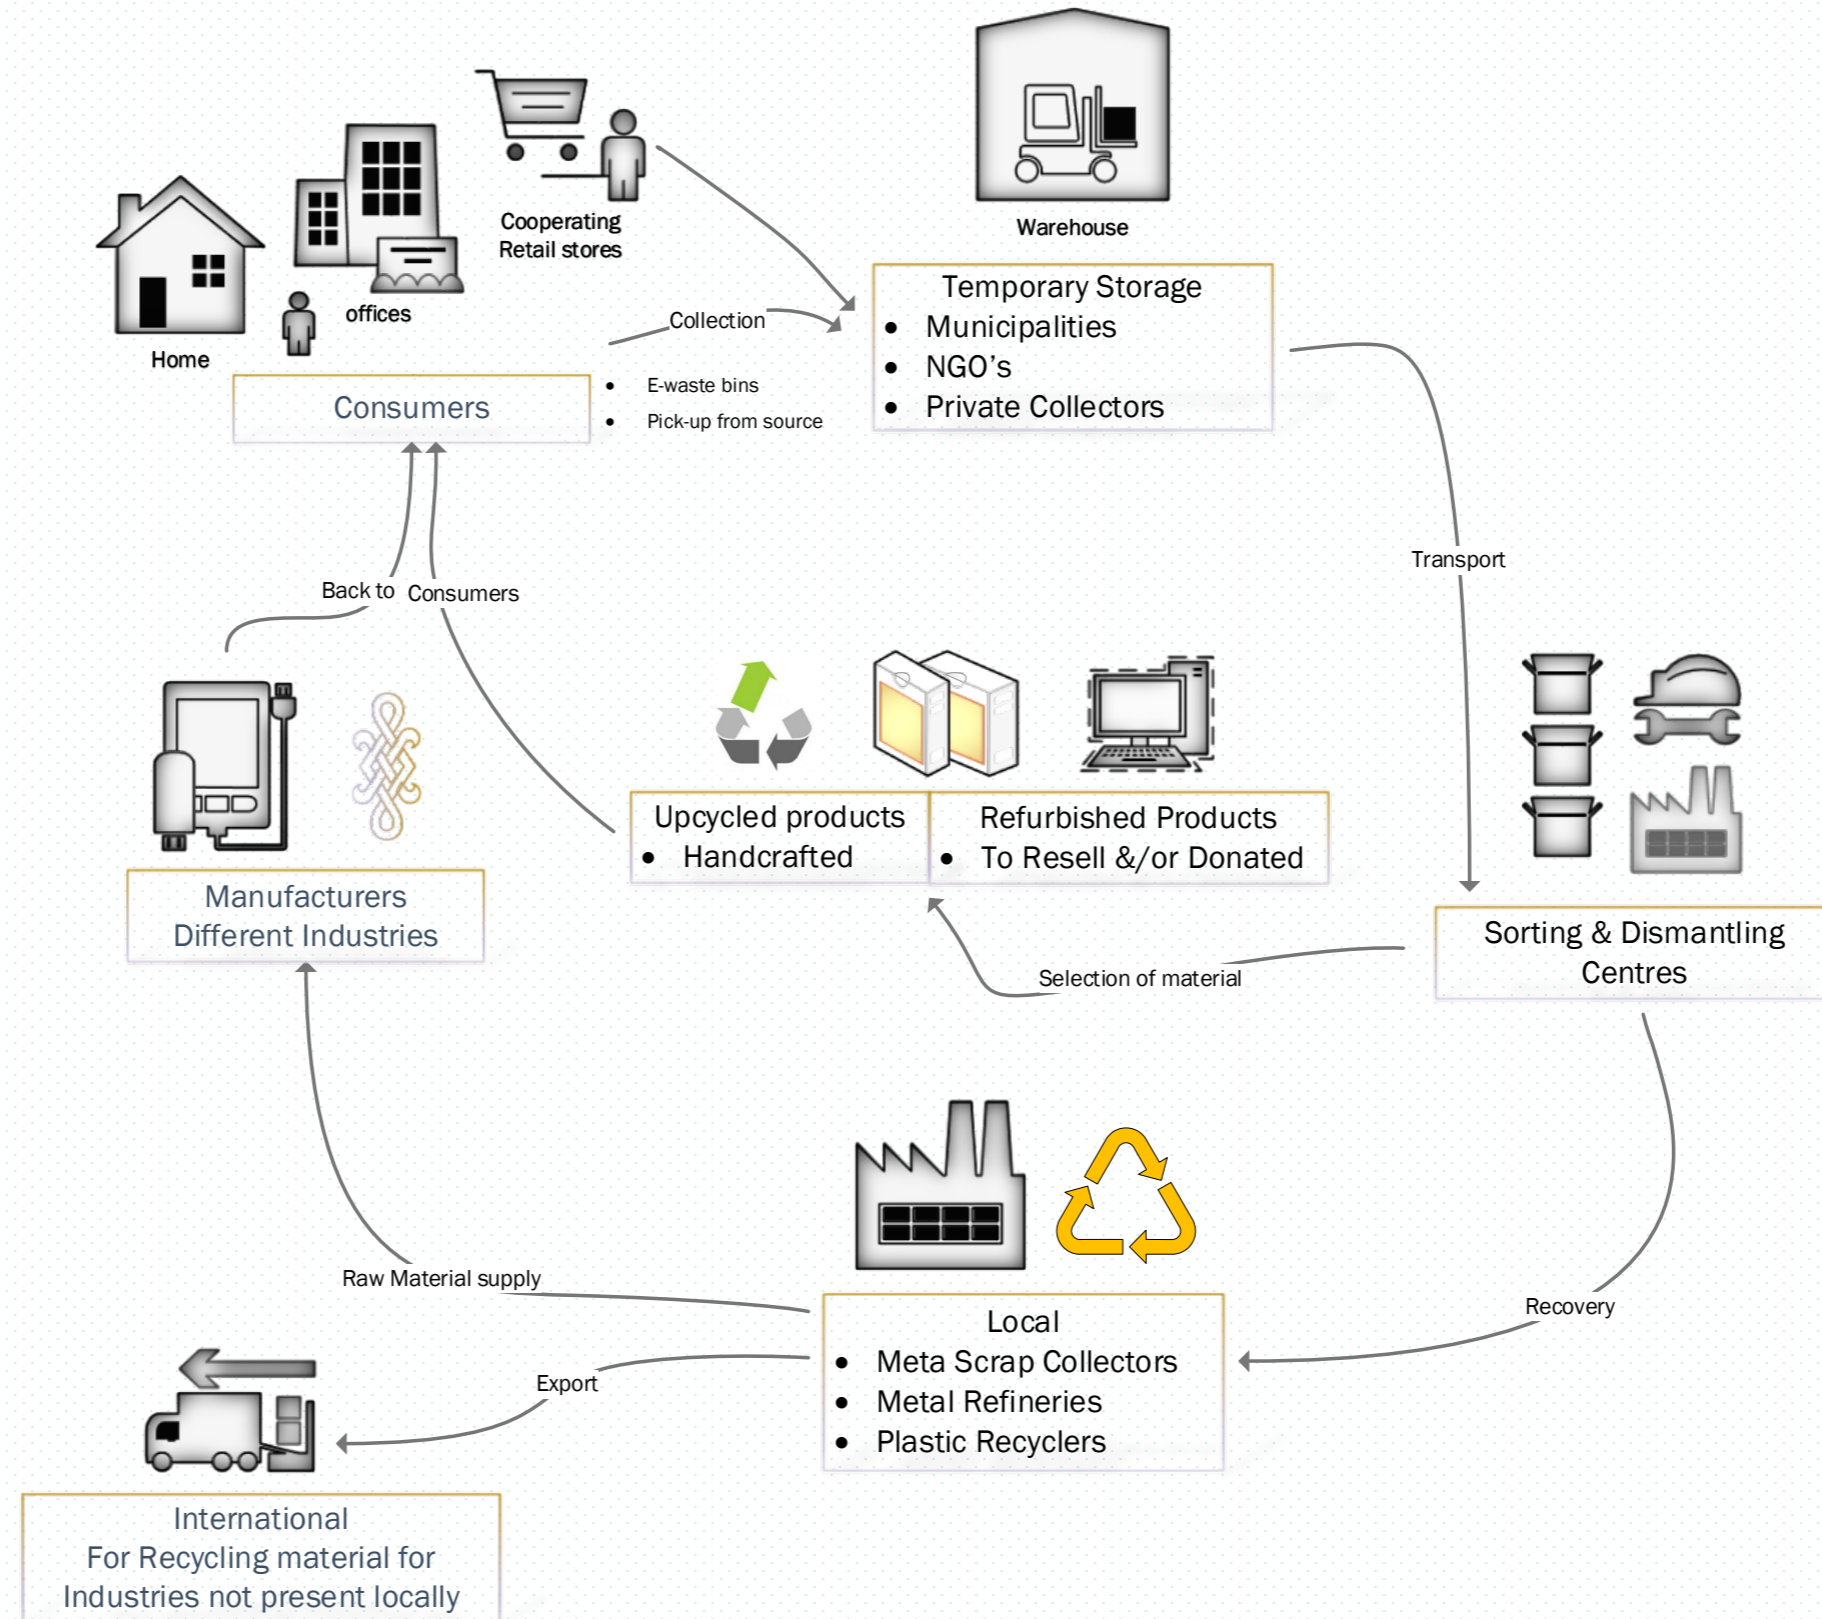 Warehouse
Cooperating
Retail stores
offices
Home
Consumers
Collection
• E-waste bins
• Pick-up from source
Temporary Storage
• Municipalities
• NGO’s
• Private Collectors
Transport
Back to
Consumers
Upcycled products
• Handcrafted
Refurbished Products
• To Resell &/or Donated
Manufacturers
Different Industries
Sorting & Dismantling
Centres
Selection of material
Raw Material supply
Recovery
Export
Local
• Meta Scrap Collectors
• Metal Refineries
• Plastic Recyclers
International
For Recycling material for
Industries not present locally